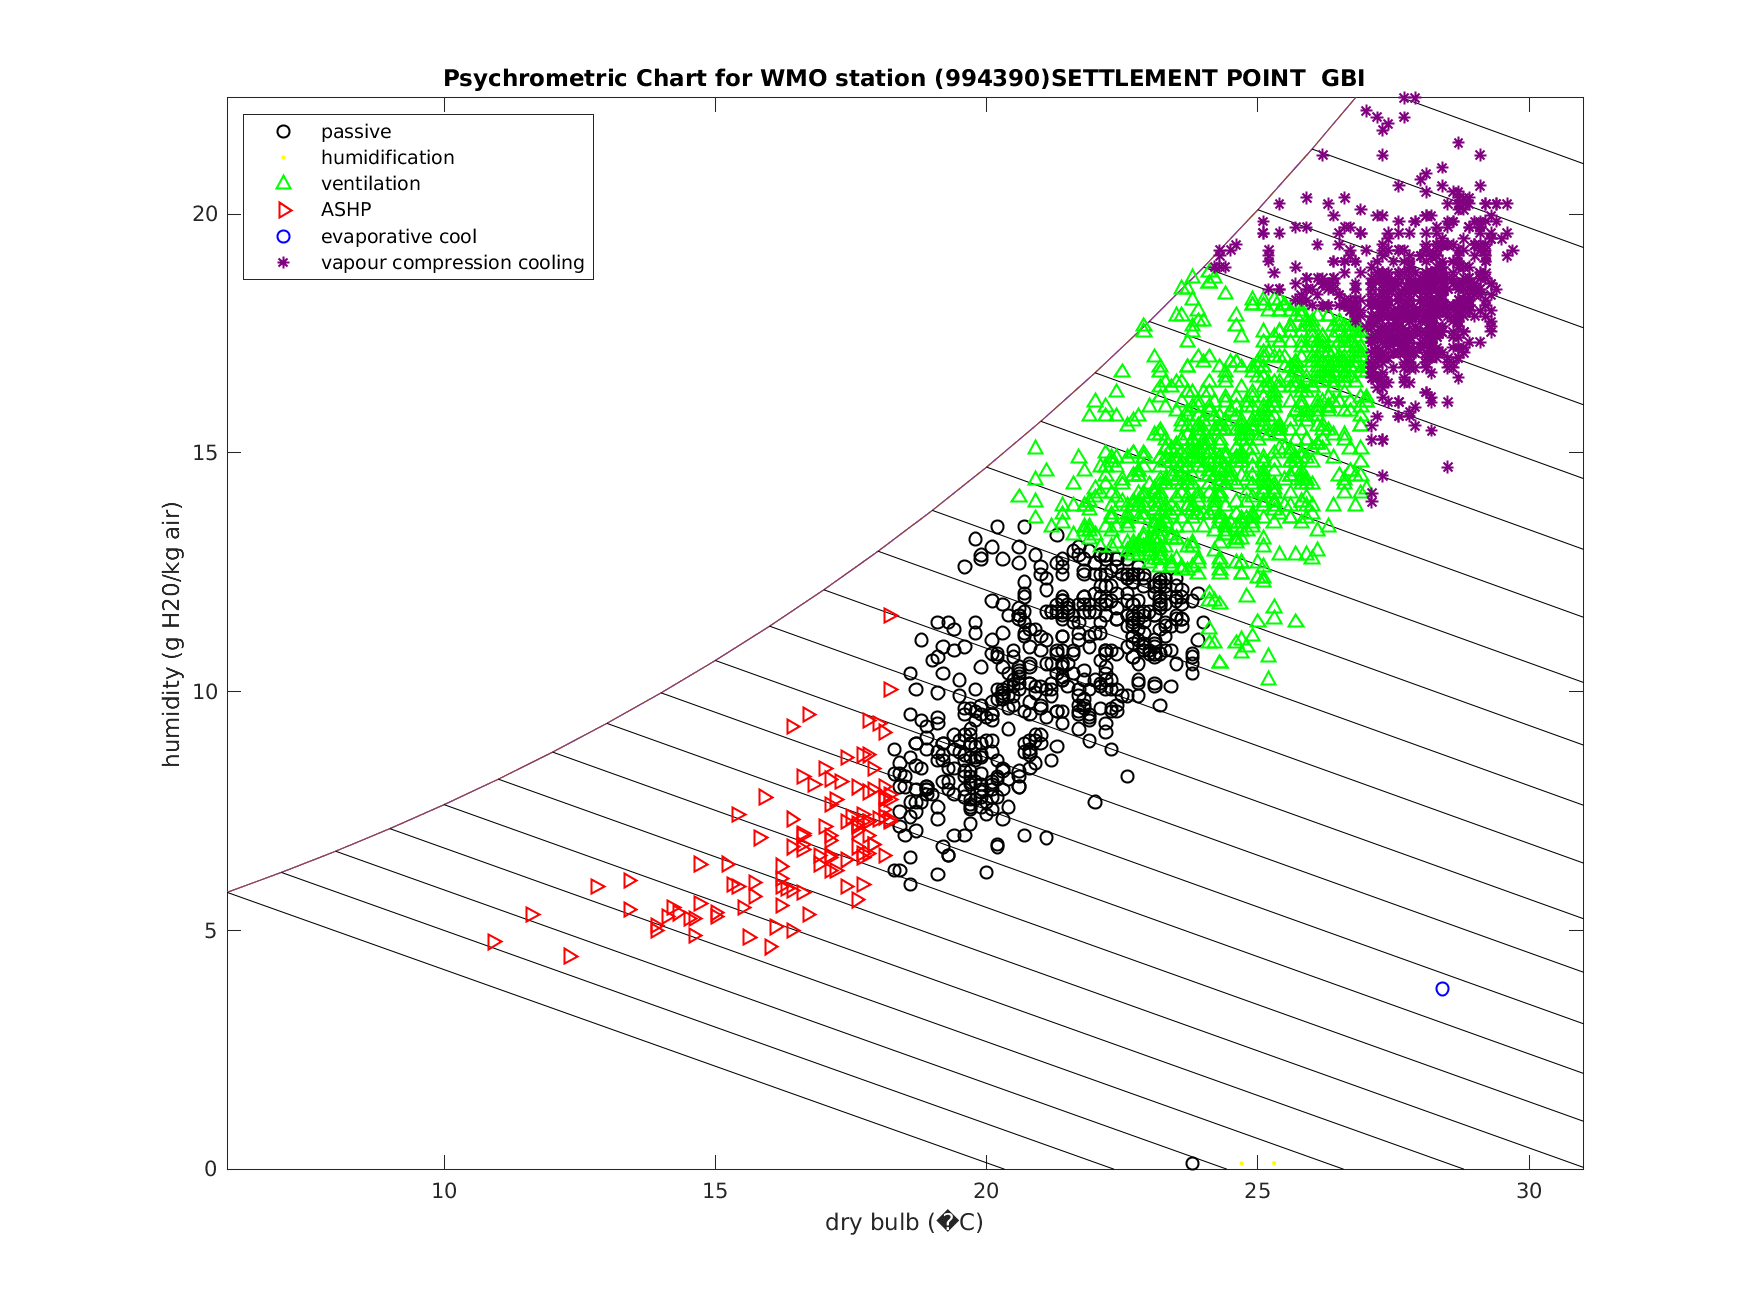 Psychrometric Chart for WMO station (994390)SETTLEMENT POINT  GBI
passive
humidification
ventilation
ASHP
evaporative cool
vapour compression cooling
humidity (g H20/kg air)
20
15
10
5
0
10
15
20
25
30
dry bulb (�C)